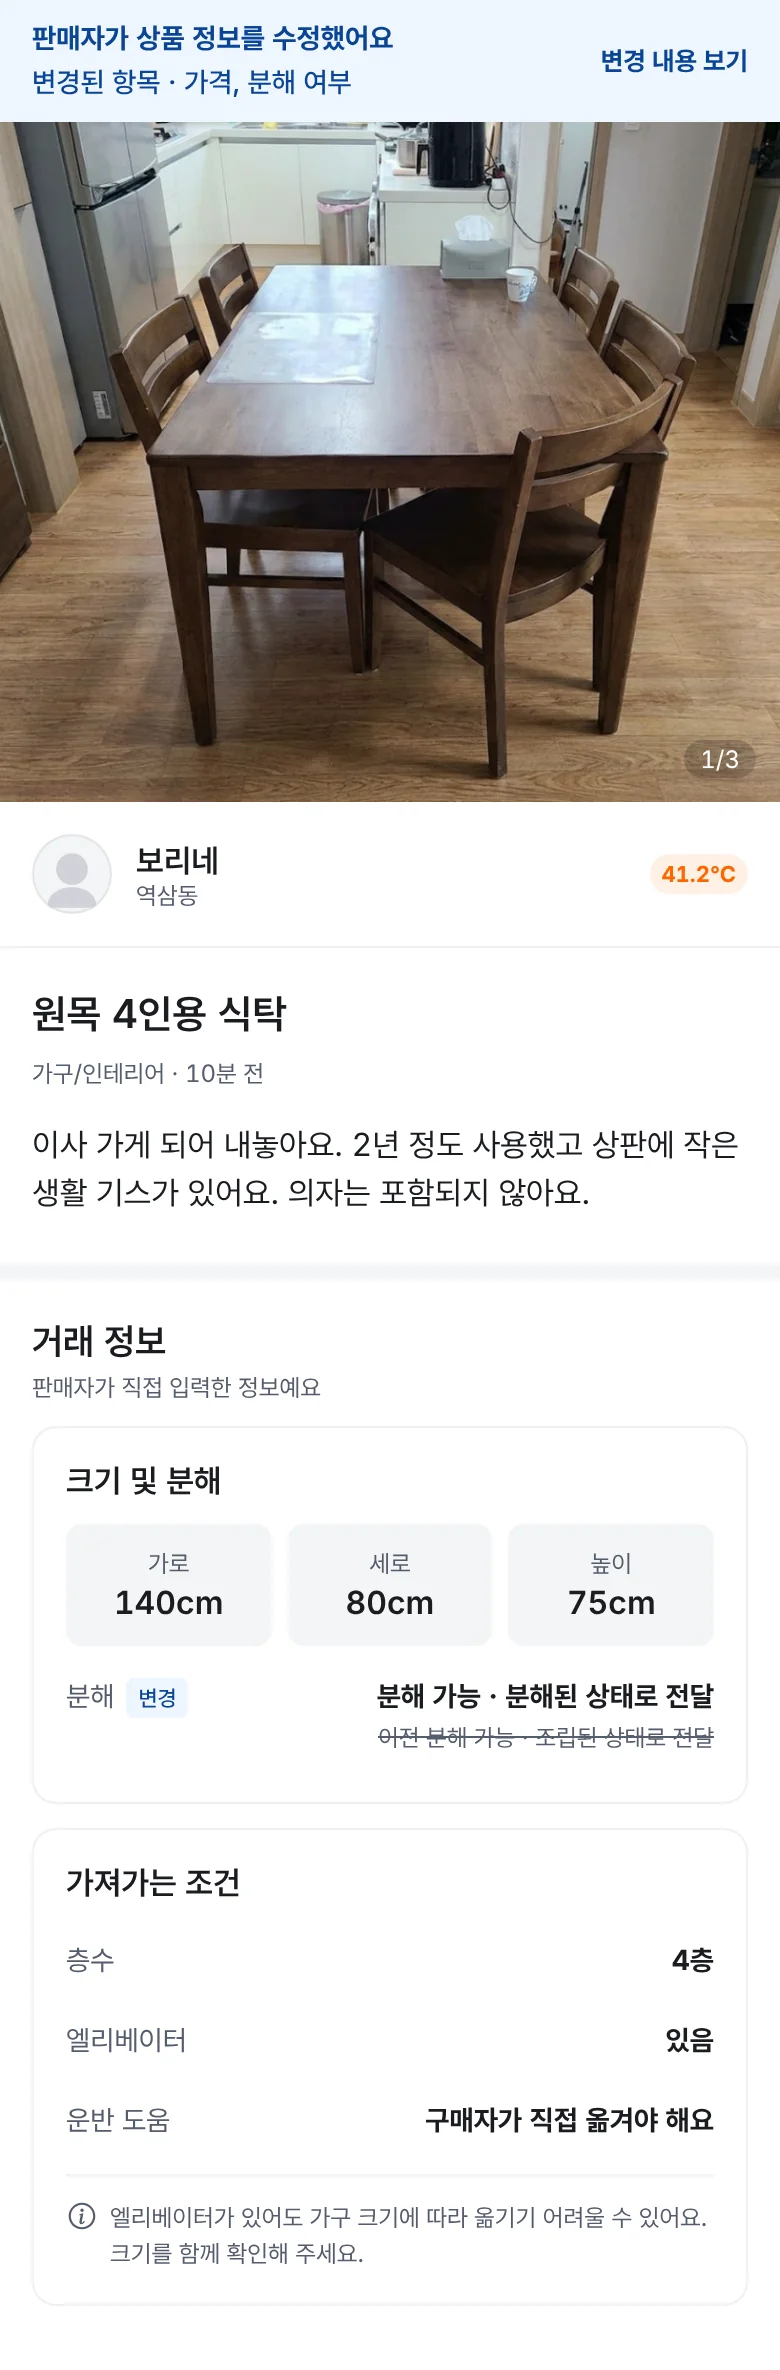 판매자가 상품 정보를 수정했어요
변경된 항목 · 가격, 분해 여부
변경 내용 보기
1/3
보리네
역삼동
41.2°C
원목 4인용 식탁
가구/인테리어 · 10분 전
이사 가게 되어 내놓아요. 2년 정도 사용했고 상판에 작은
생활 기스가 있어요. 의자는 포함되지 않아요.
거래 정보
판매자가 직접 입력한 정보예요
크기 및 분해
가로
140cm
세로
80cm
높이
75cm
분해 변경
분해 가능 · 분해된 상태로 전달
이전 분해 가능 · 조립된 상태로 전달
가져가는 조건
층수
4층
엘리베이터
있음
운반 도움
구매자가 직접 옮겨야 해요
엘리베이터가 있어도 가구 크기에 따라 옮기기 어려울 수 있어요.
크기를 함께 확인해 주세요.